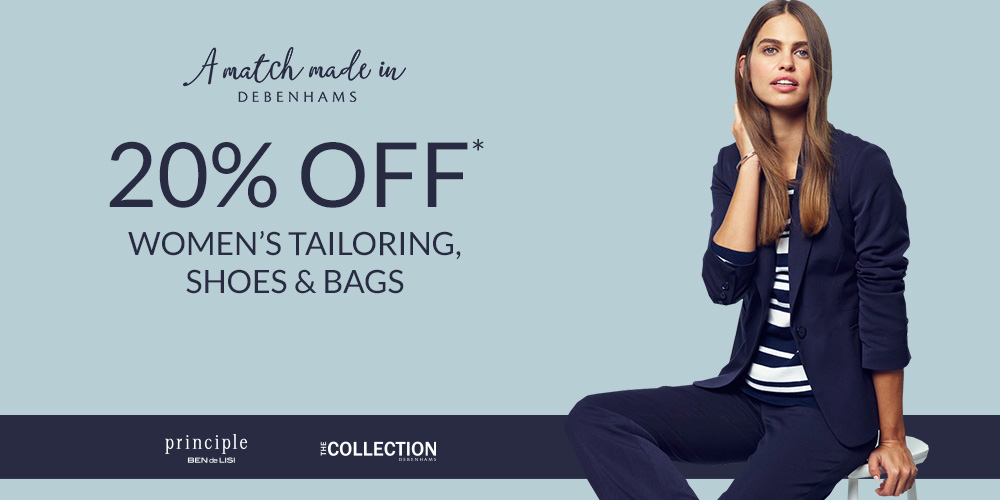 A match made in
DEBENHAMS
20% OFF*
WOMEN’S TAILORING,
SHOES & BAGS
principle
BEN de LISI
THE COLLECTION
DEBENHAMS